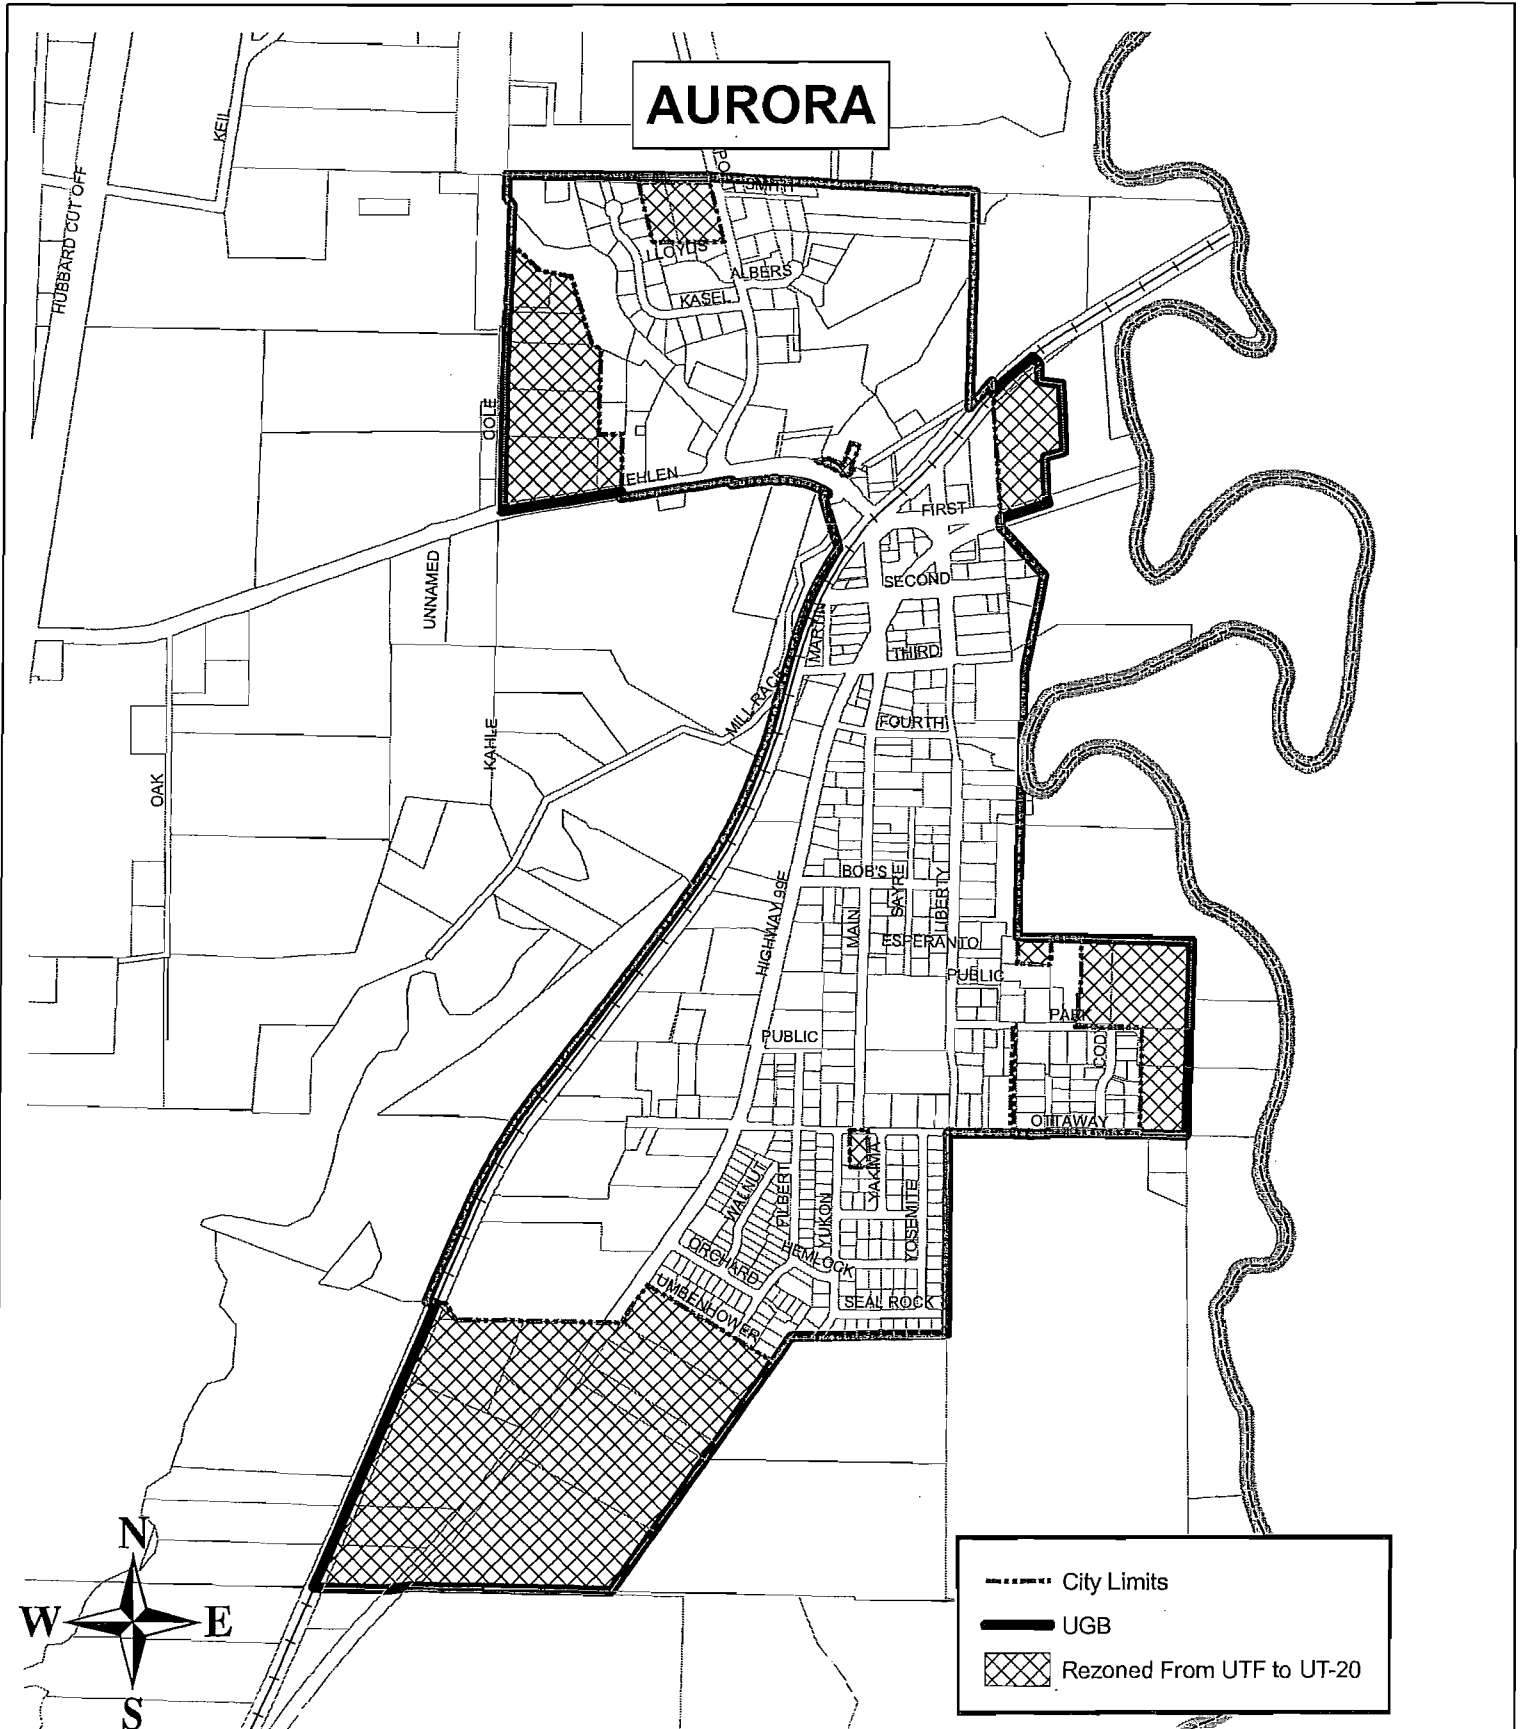 AURORA
KEIL
HUBBARD CUT OFF
SMITH
LLOYDS
ALBERS
KASEL
COLE
EHLEN
FIRST
UNNAMED
SECOND
MARTIN
THIRD
MILL RACE
FOURTH
KAHLE
OAK
BOB'S
SAYRE
LIBERTY
HIGHWAY 99E
MAIN
ESPERANTO
PUBLIC
PARK
PUBLIC
CODY
OTTAWAY
YAKIMA
WALNUT
FILBERT
YUKON
YOSEMITE
ORCHARD
HEMLOCK
UMBENHOWER
SEAL ROCK
N
W E
S
City Limits
UGB
Rezoned From UTF to UT-20